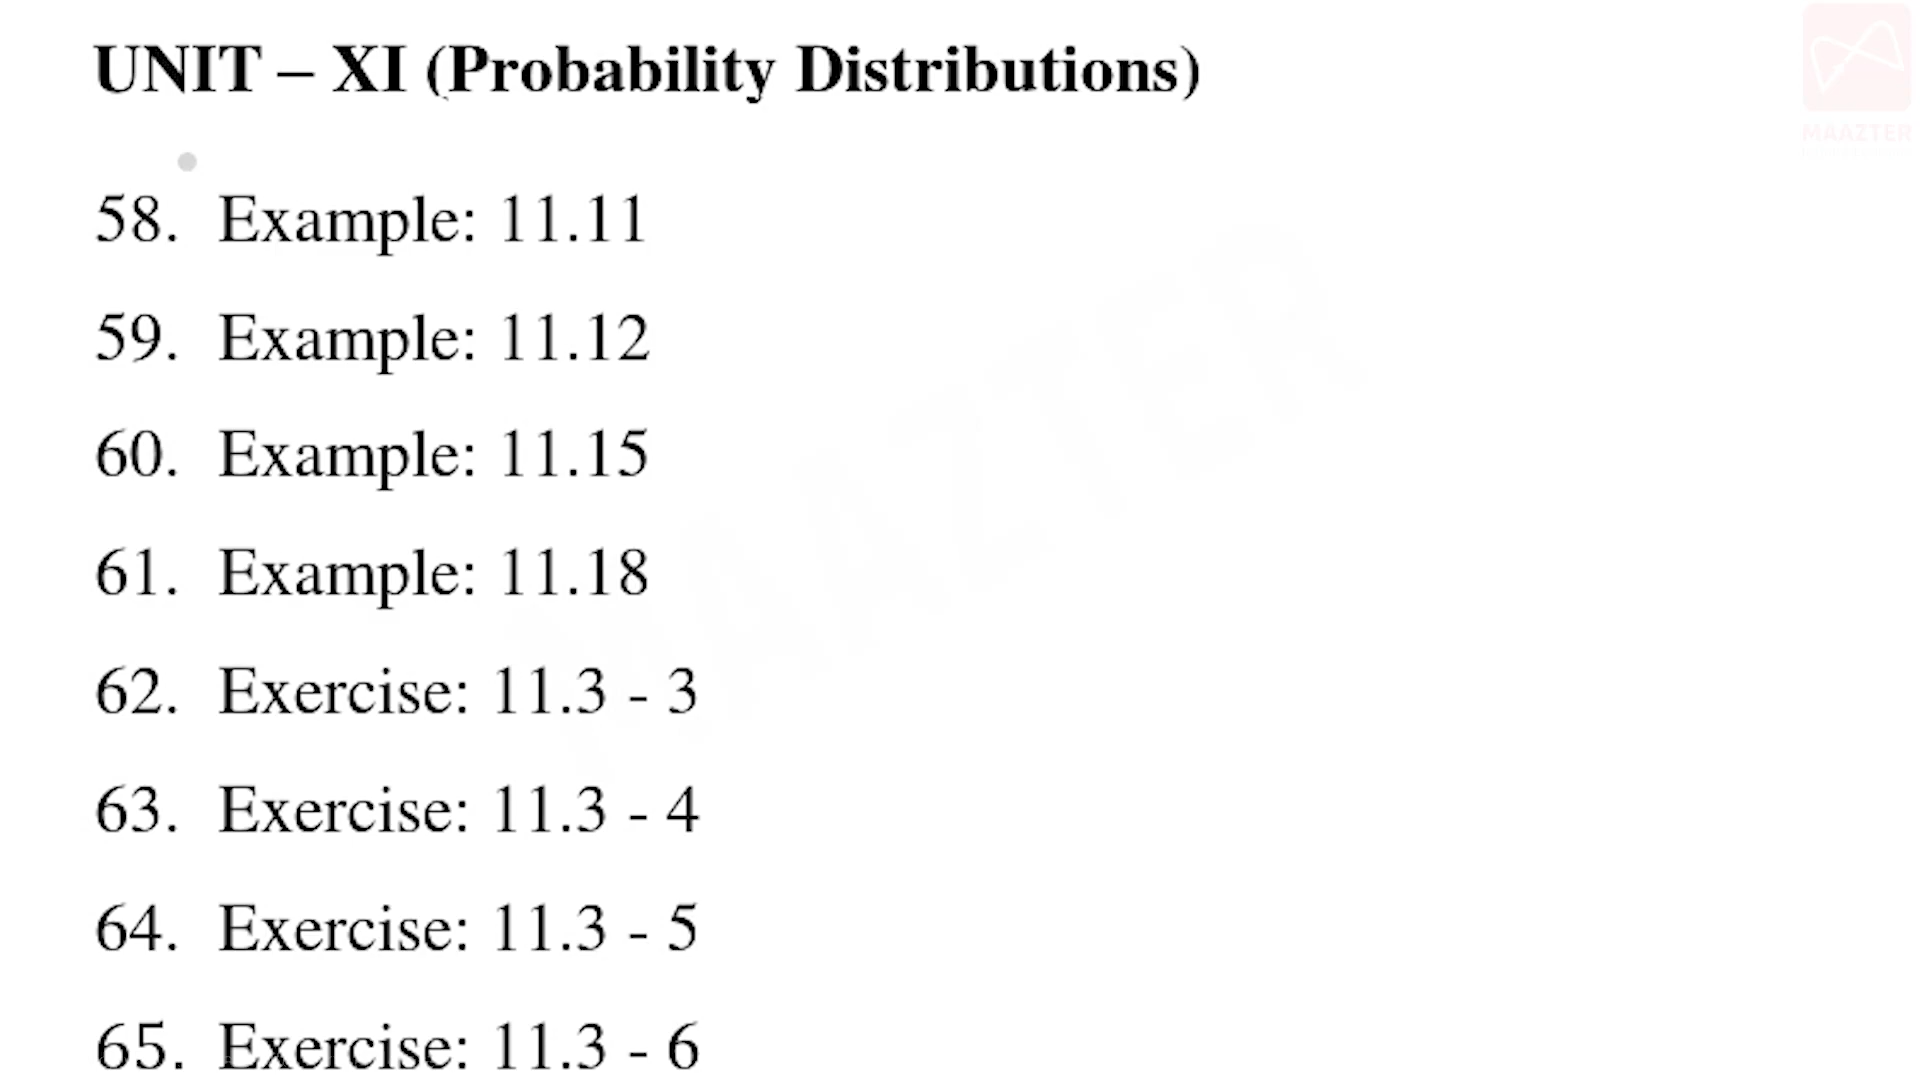 UNIT – XI (Probability Distributions)
MAAZTER
58. Example: 11.11
59. Example: 11.12
60. Example: 11.15
61. Example: 11.18
62. Exercise: 11.3 - 3
63. Exercise: 11.3 - 4
64. Exercise: 11.3 - 5
65. Exercise: 11.3 - 6
MAAZTER